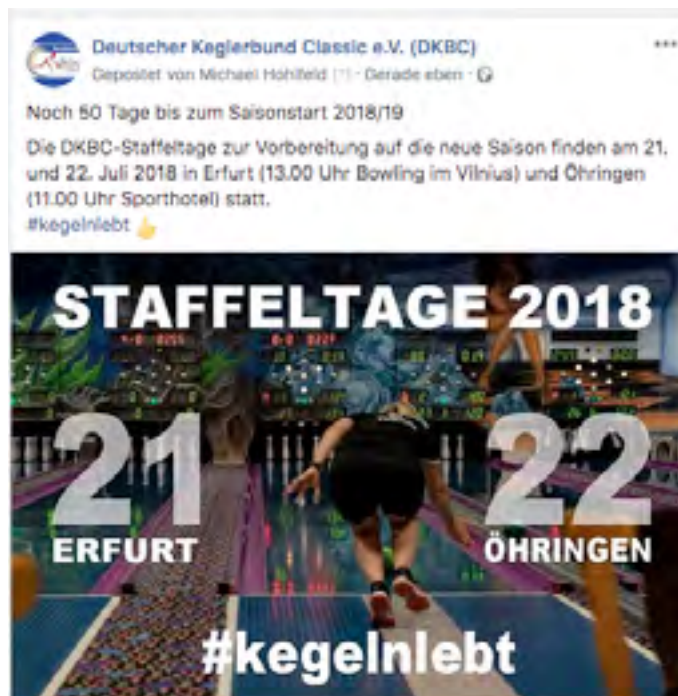 Deutscher Keglerbund Classic e.V. (DKBC)
Gepostet von Michael Hohlfeld [?] · Gerade eben ·
Noch 50 Tage bis zum Saisonstart 2018/19
Die DKBC-Staffeltage zur Vorbereitung auf die neue Saison finden am 21.
und 22. Juli 2018 in Erfurt (13.00 Uhr Bowling im Vilnius) und Öhringen
(11.00 Uhr Sporthotel) statt.
#kegelnlebt
STAFFELTAGE 2018
21
22
ERFURT
ÖHRINGEN
#kegelnlebt